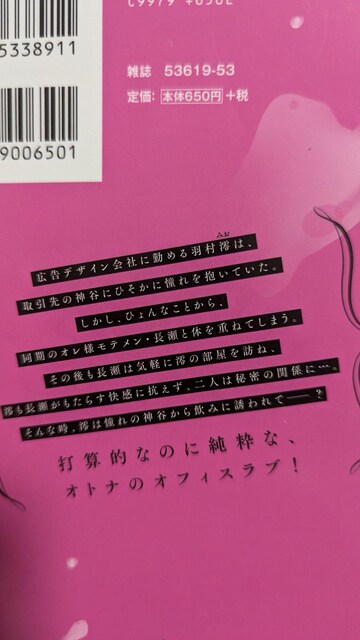 C9979 ¥650E
5338911
雑誌 53619-53
定価：本体650円＋税
9006501
みお
広告デザイン会社に勤める羽村澪は、
取引先の神谷にひそかに憧れを抱いていた。
しかし、ひょんなことから、
同期のオレ様モテメン・長瀬と体を重ねてしまう。
その後も長瀬は気軽に澪の部屋を訪ね、
澪も長瀬がもたらす快感に抗えず、二人は秘密の関係に…。
そんな時、澪は憧れの神谷から飲みに誘われて――？
打算的なのに純粋な、
オトナのオフィスラブ！